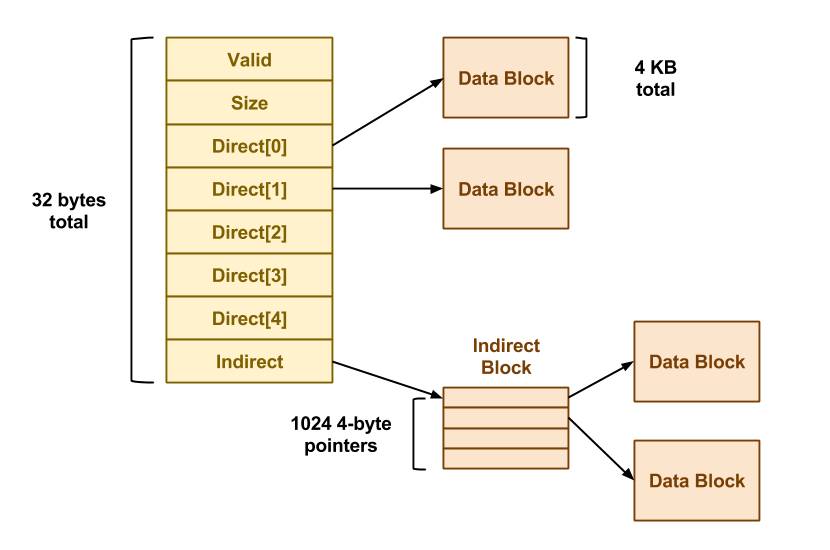 32 bytes
total
Valid
Size
Direct[0]
Direct[1]
Direct[2]
Direct[3]
Direct[4]
Indirect
Data Block
4 KB
total
Data Block
Indirect
Block
1024 4-byte
pointers
Data Block
Data Block